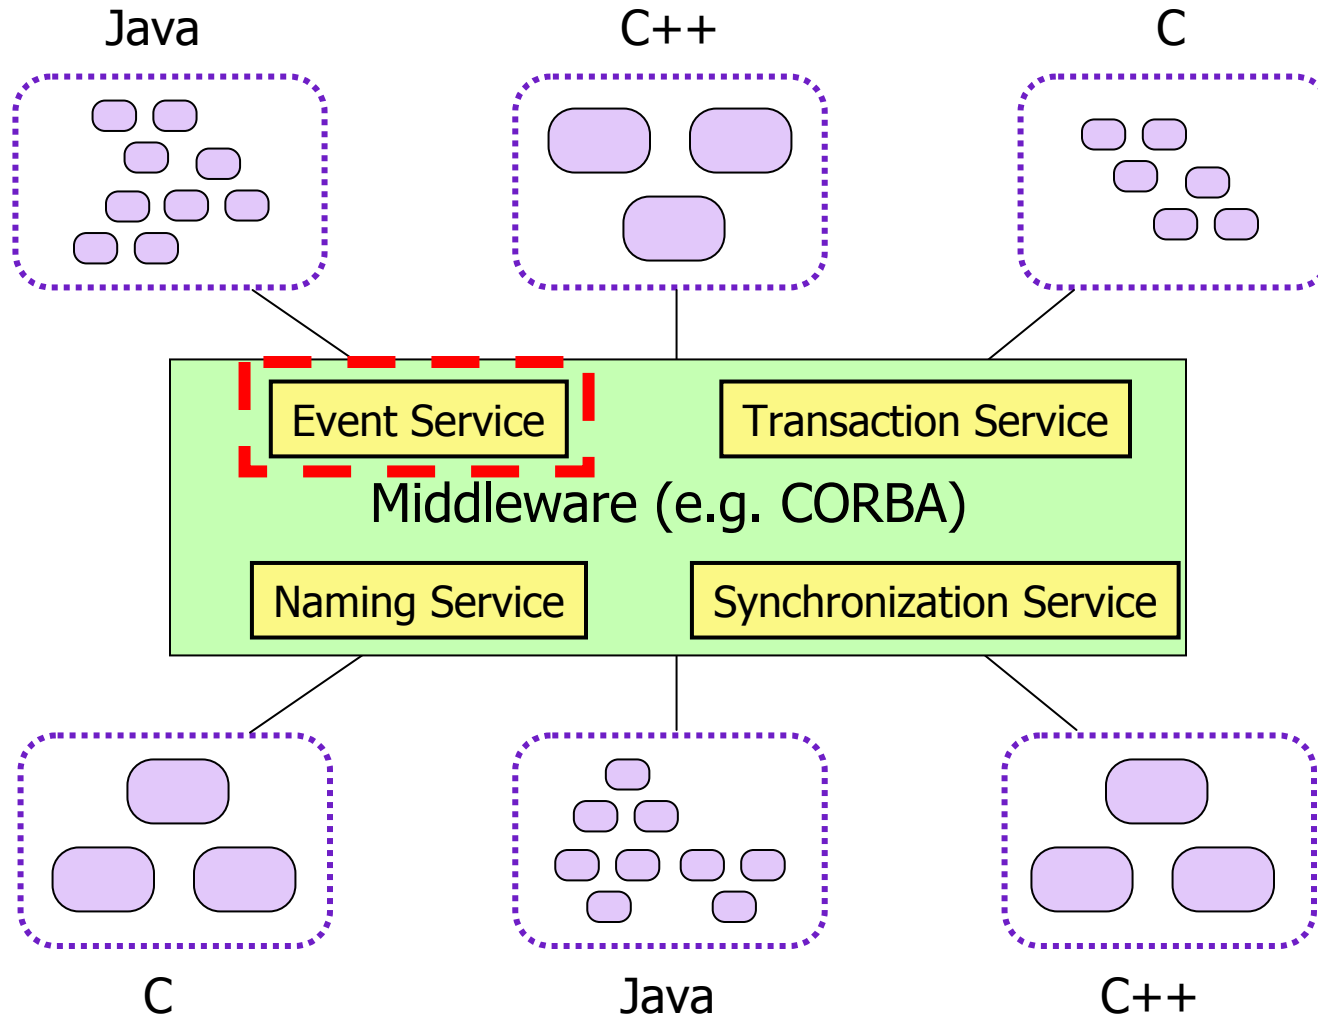 Java
C++
C
Event Service
Transaction Service
Middleware (e.g. CORBA)
Naming Service
Synchronization Service
C
Java
C++